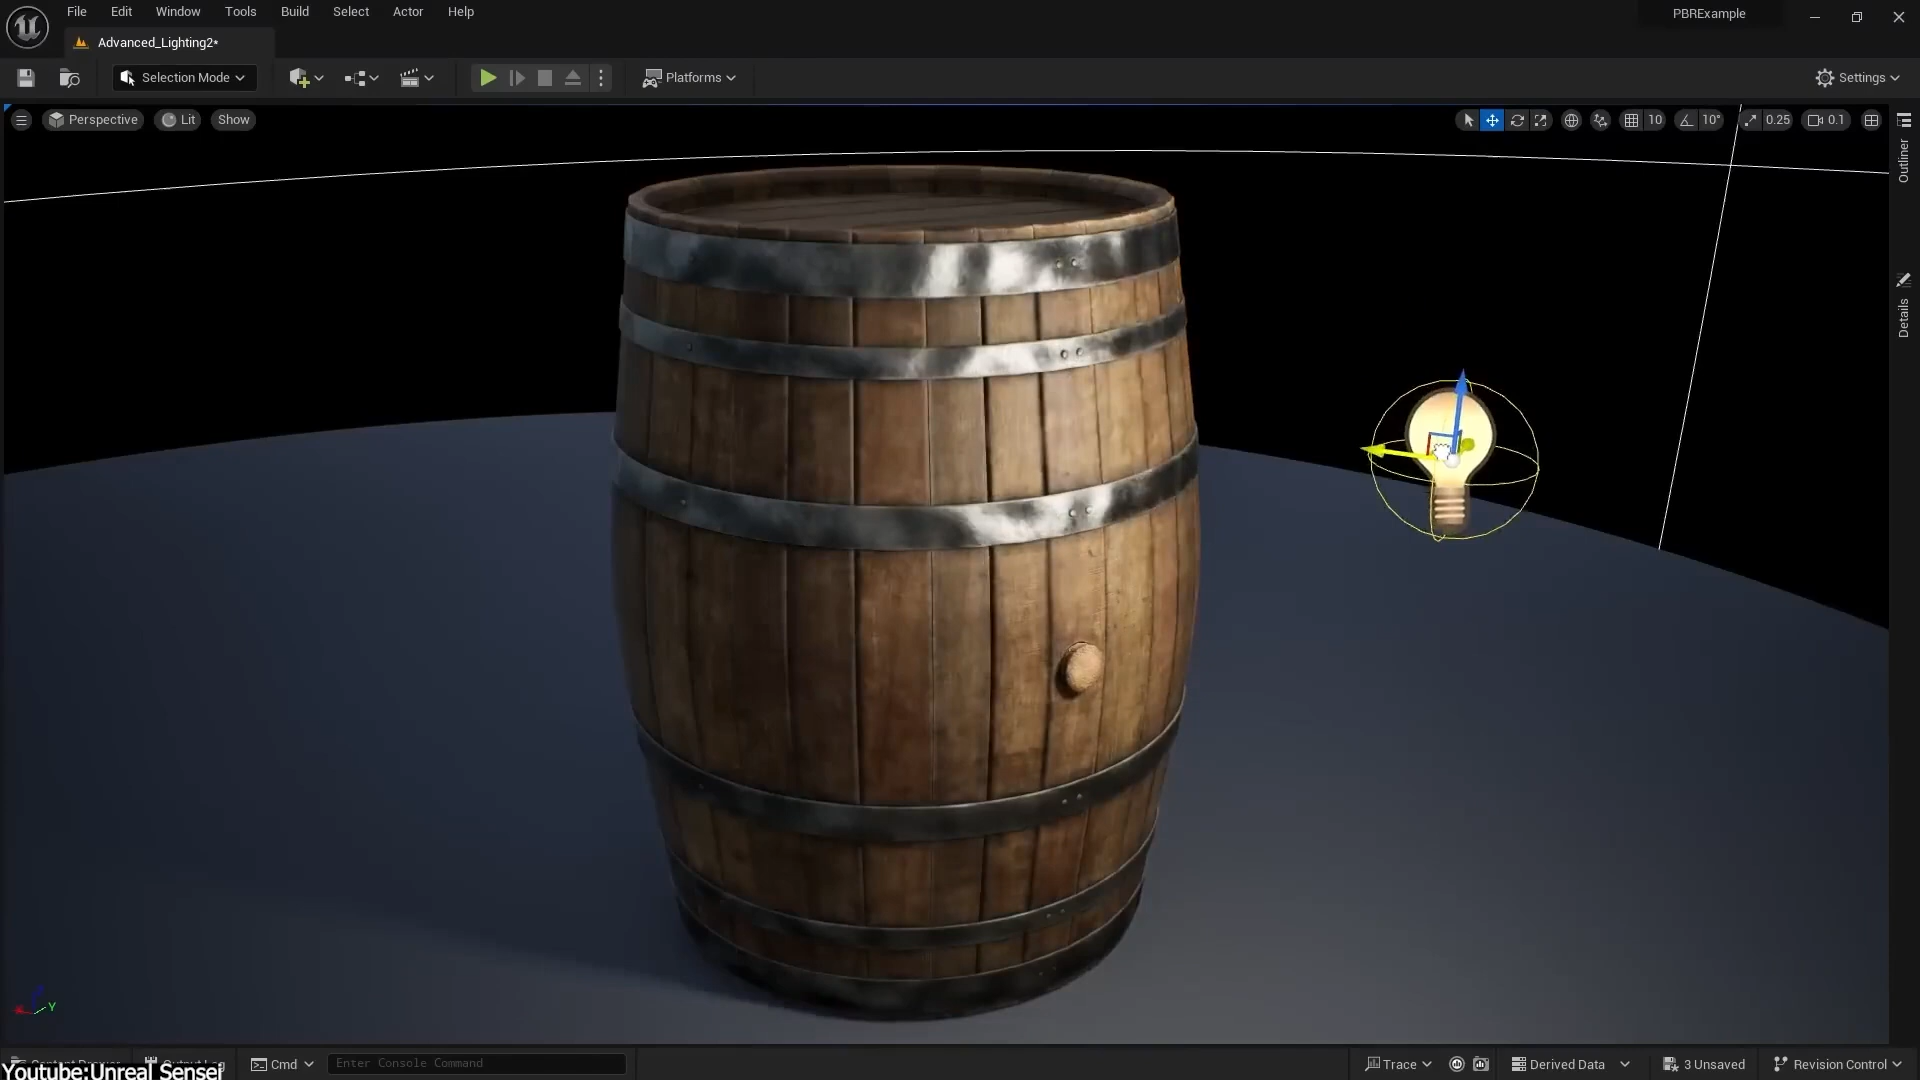 File Edit Window Tools Build Select Actor Help
PBRExample
Advanced_Lighting2*
Selection Mode
Platforms
Settings
Perspective Lit Show
10 10° 0.25 0.1
Outliner
Details
Y
Cmd Enter Console Command
Trace Derived Data 3 Unsaved Revision Control
Youtube:Unreal Sensei